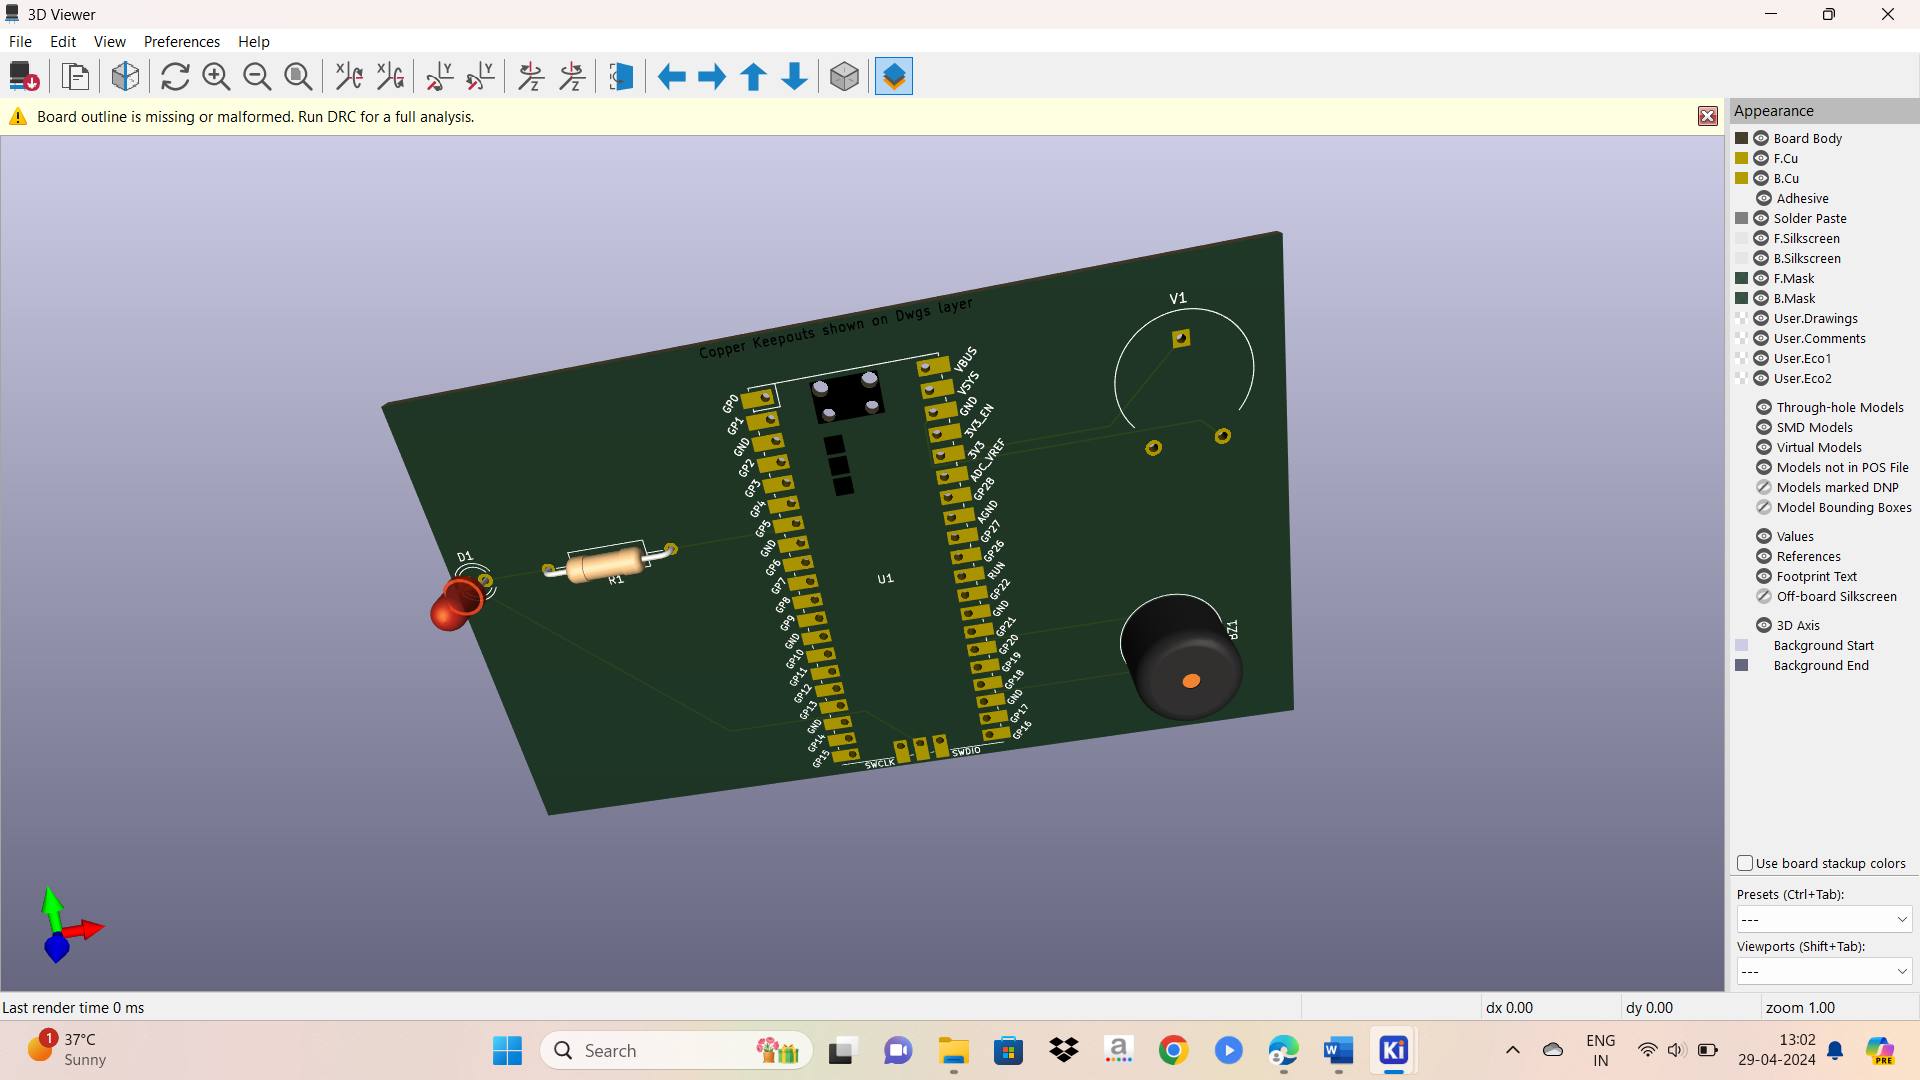 3D Viewer
File Edit View Preferences Help
Board outline is missing or malformed. Run DRC for a full analysis.
Copper Keepouts shown on Dwgs layer
V1
D1
R1
U1
BZ1
GP0
GP1
GND
GP2
GP3
GP4
GP5
GND
GP6
GP7
GP8
GP9
GND
GP10
GP11
GP12
GP13
GND
GP14
GP15
VBUS
VSYS
GND
3V3_EN
3V3
ADC_VREF
GP28
AGND
GP27
GP26
RUN
GP22
GND
GP21
GP20
GP19
GP18
GND
GP17
GP16
SWCLK
SWDIO
Appearance
Board Body
F.Cu
B.Cu
Adhesive
Solder Paste
F.Silkscreen
B.Silkscreen
F.Mask
B.Mask
User.Drawings
User.Comments
User.Eco1
User.Eco2
Through-hole Models
SMD Models
Virtual Models
Models not in POS File
Models marked DNP
Model Bounding Boxes
Values
References
Footprint Text
Off-board Silkscreen
3D Axis
Background Start
Background End
Use board stackup colors
Presets (Ctrl+Tab):
---
Viewports (Shift+Tab):
---
Last render time 0 ms
dx 0.00
dy 0.00
zoom 1.00
1
37°C
Sunny
Search
a
W
Ki
ENG
IN
13:02
29-04-2024
PRE